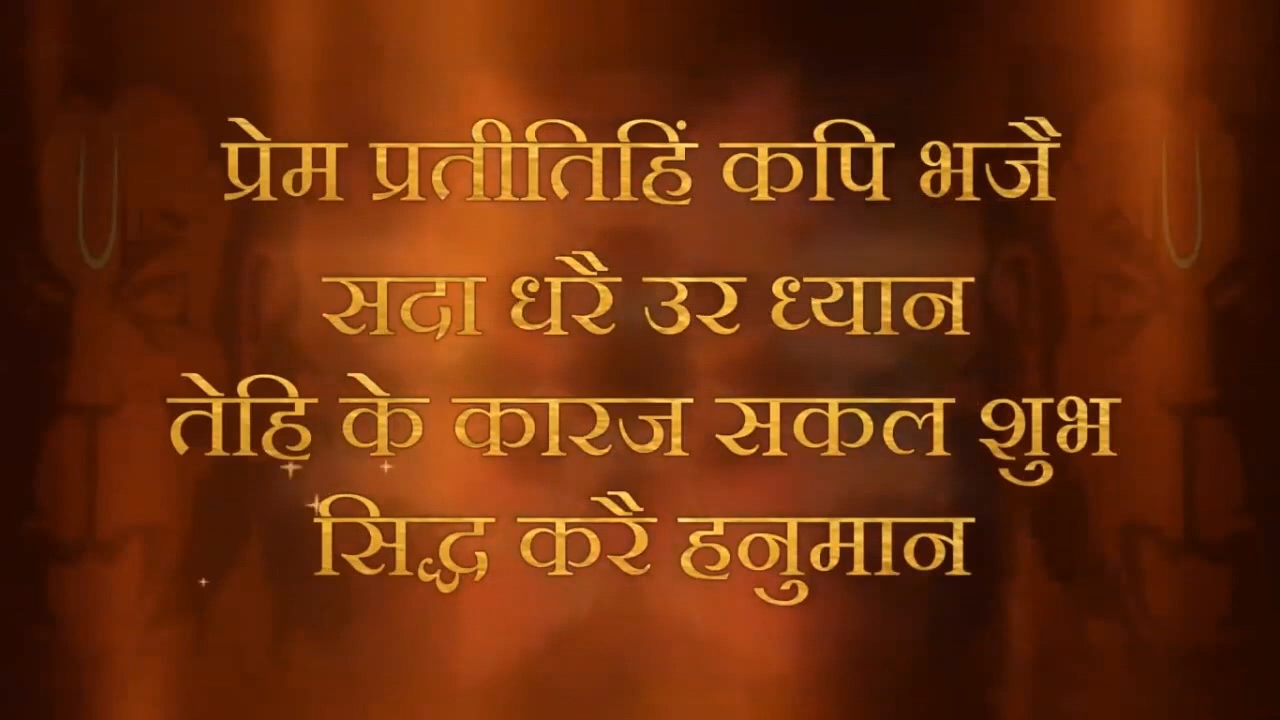 प्रेम प्रतीतिहिं कपि भजै
सदा धरै उर ध्यान
तेहि के कारज सकल शुभ
सिद्ध करै हनुमान